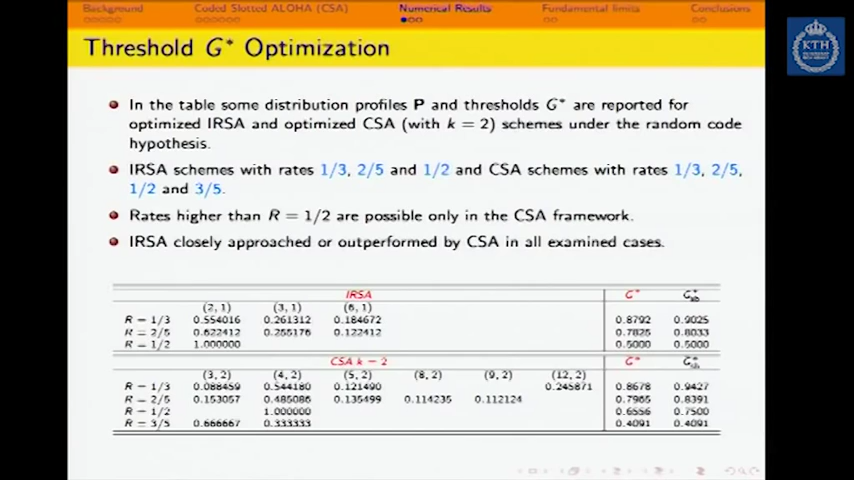 Background Coded Slotted ALOHA (CSA) Numerical Results Fundamental limits Conclusions
KTH
Threshold G* Optimization
In the table some distribution profiles P and thresholds G* are reported for
optimized IRSA and optimized CSA (with k = 2) schemes under the random code
hypothesis.
IRSA schemes with rates 1/3, 2/5 and 1/2 and CSA schemes with rates 1/3, 2/5,
1/2 and 3/5.
Rates higher than R = 1/2 are possible only in the CSA framework.
IRSA closely approached or outperformed by CSA in all examined cases.
IRSA G* G*sb
(2, 1) (3, 1) (6, 1)
R = 1/3 0.554016 0.261312 0.184672 0.8792 0.9025
R = 2/5 0.622412 0.255176 0.122412 0.7825 0.8033
R = 1/2 1.000000 0.5000 0.5000
CSA k = 2 G* G*sb
(3, 2) (4, 2) (5, 2) (8, 2) (9, 2) (12, 2)
R = 1/3 0.088459 0.544180 0.121490 0.245871 0.8678 0.9427
R = 2/5 0.153057 0.485086 0.135499 0.114235 0.112124 0.7965 0.8391
R = 1/2 1.000000 0.6556 0.7500
R = 3/5 0.666667 0.333333 0.4091 0.4091